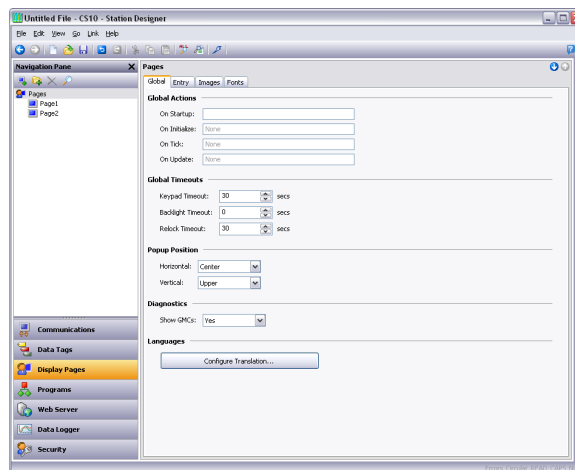 Untitled File - CS10 - Station Designer
File Edit View Go Link Help
Navigation Pane
Pages
Page1
Page2
Communications
Data Tags
Display Pages
Programs
Web Server
Data Logger
Security
Pages
Global Entry Images Fonts
Global Actions
On Startup:
On Initialize: None
On Tick: None
On Update: None
Global Timeouts
Keypad Timeout: 30 secs
Backlight Timeout: 0 secs
Relock Timeout: 30 secs
Popup Position
Horizontal: Center
Vertical: Upper
Diagnostics
Show GMCs: Yes
Languages
Configure Translation...